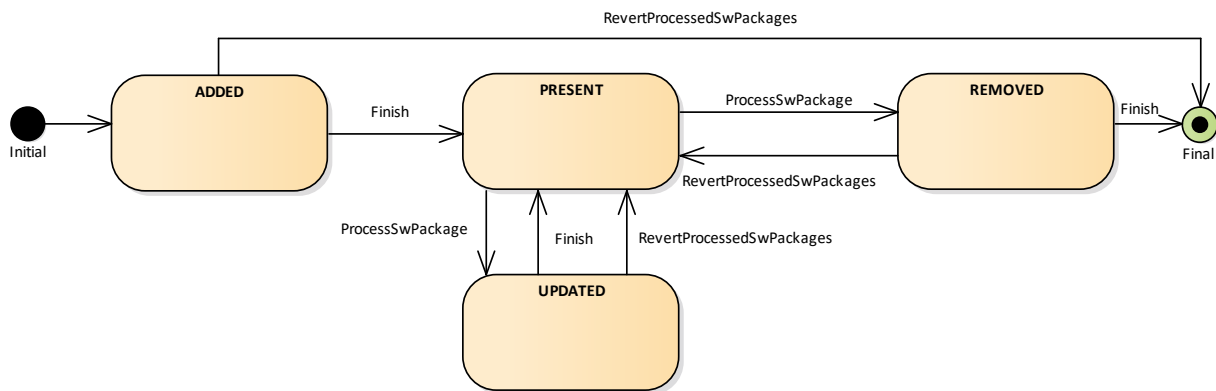 RevertProcessedSwPackages
ADDED
PRESENT
REMOVED
Finish
ProcessSwPackage
Finish
Initial
Final
RevertProcessedSwPackages
ProcessSwPackage
Finish
RevertProcessedSwPackages
UPDATED